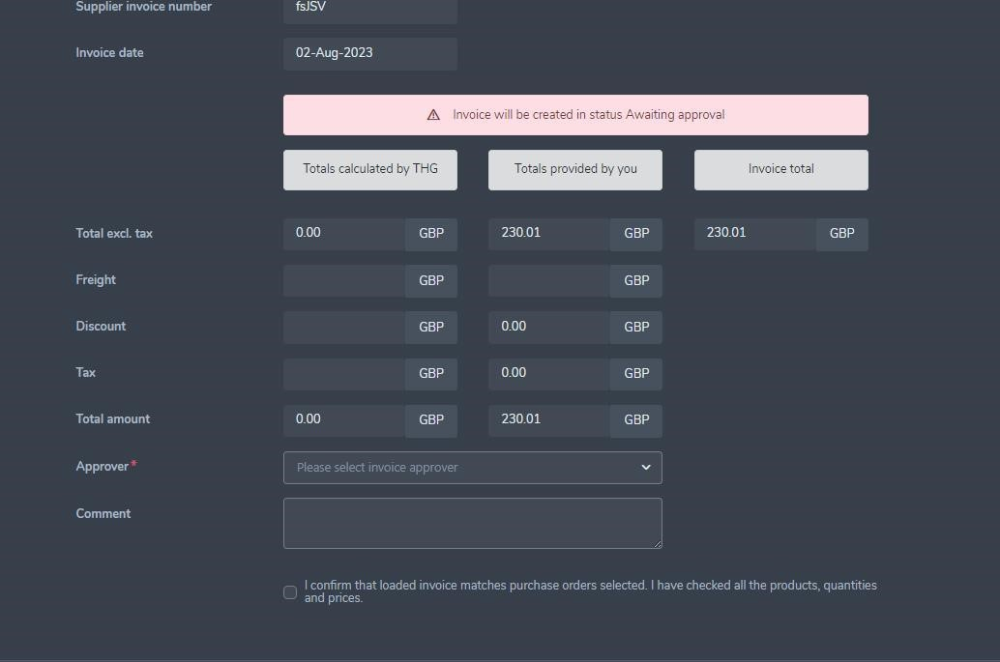 Supplier invoice number fsJSV
Invoice date 02-Aug-2023
Invoice will be created in status Awaiting approval
Totals calculated by THG Totals provided by you Invoice total
Total excl. tax 0.00 GBP 230.01 GBP 230.01 GBP
Freight GBP GBP
Discount GBP 0.00 GBP
Tax GBP 0.00 GBP
Total amount 0.00 GBP 230.01 GBP
Approver* Please select invoice approver
Comment
I confirm that loaded invoice matches purchase orders selected. I have checked all the products, quantities
and prices.